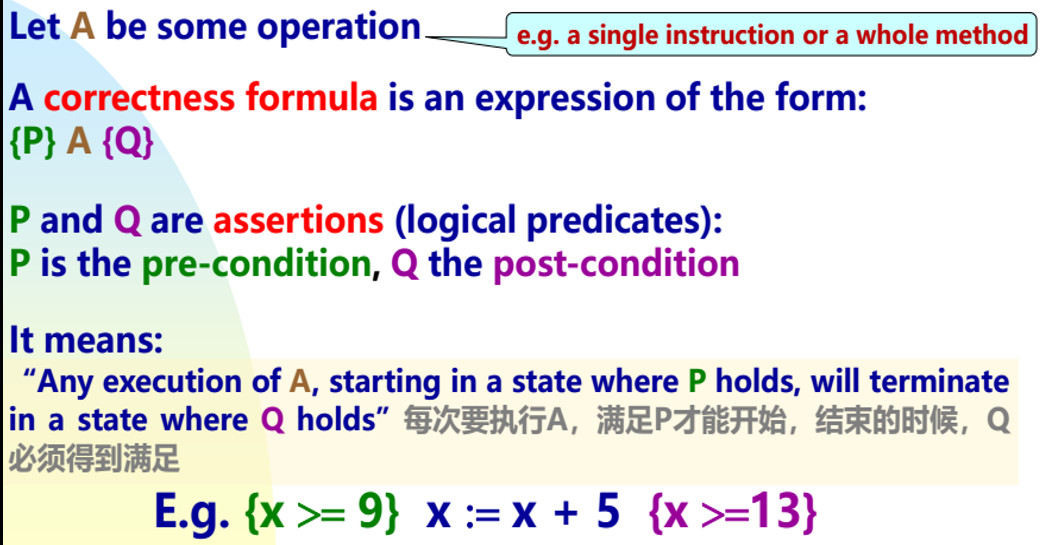 Let A be some operation
e.g. a single instruction or a whole method
A correctness formula is an expression of the form:
{P} A {Q}
P and Q are assertions (logical predicates):
P is the pre-condition, Q the post-condition
It means:
“Any execution of A, starting in a state where P holds, will terminate
in a state where Q holds” 每次要执行A，满足P才能开始，结束的时候，Q
必须得到满足
E.g. {x >= 9} x := x + 5 {x >=13}